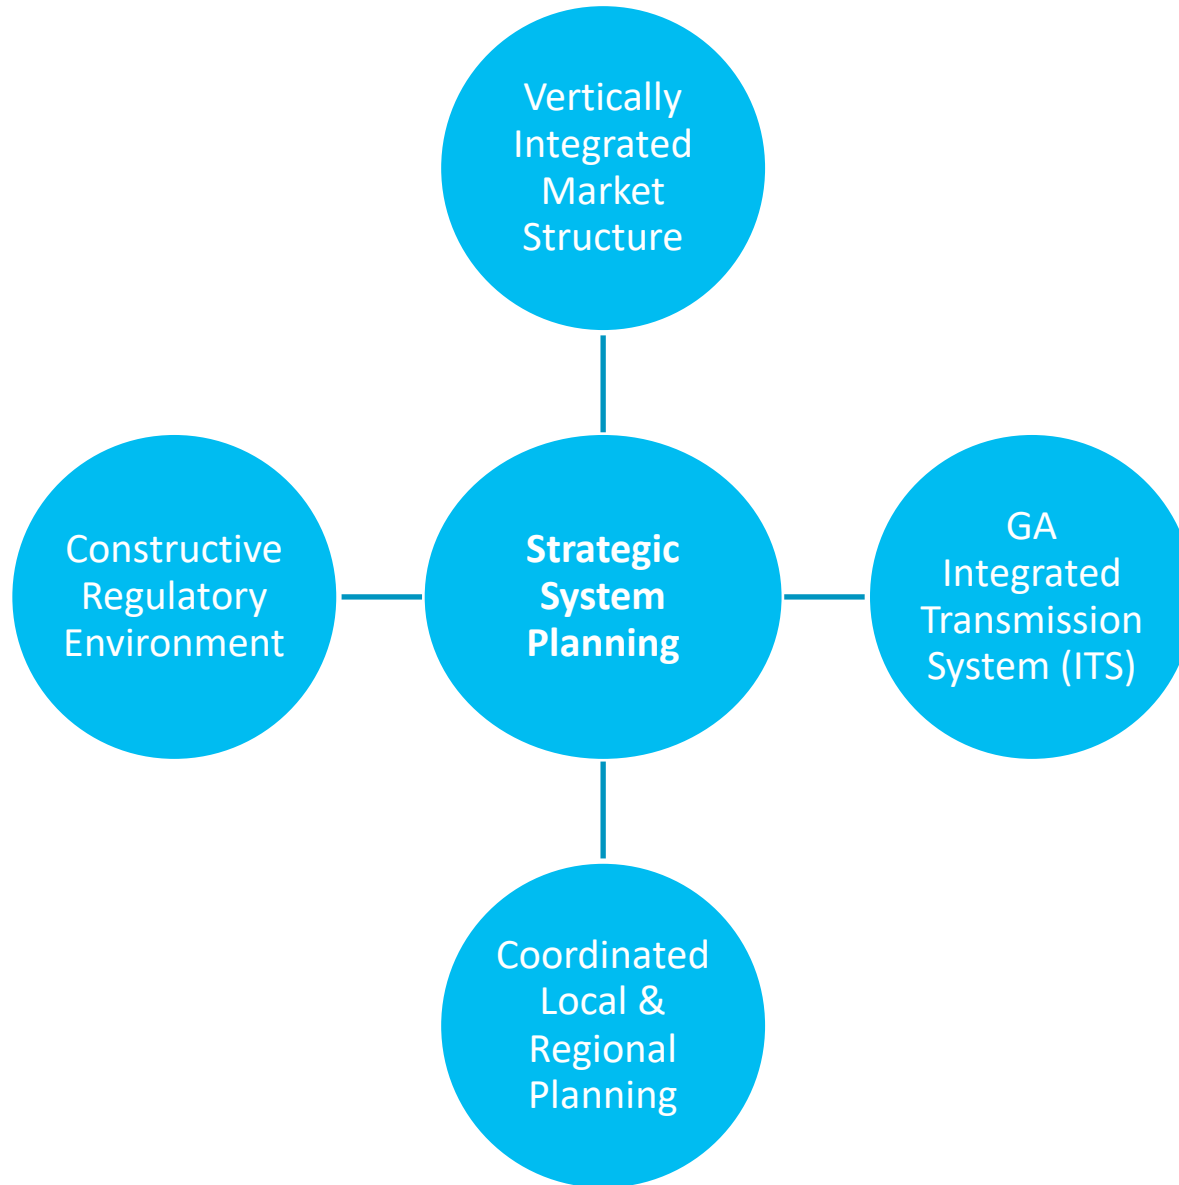 Vertically
Integrated
Market
Structure
Constructive
Regulatory
Environment
Strategic
System
Planning
GA
Integrated
Transmission
System (ITS)
Coordinated
Local &
Regional
Planning